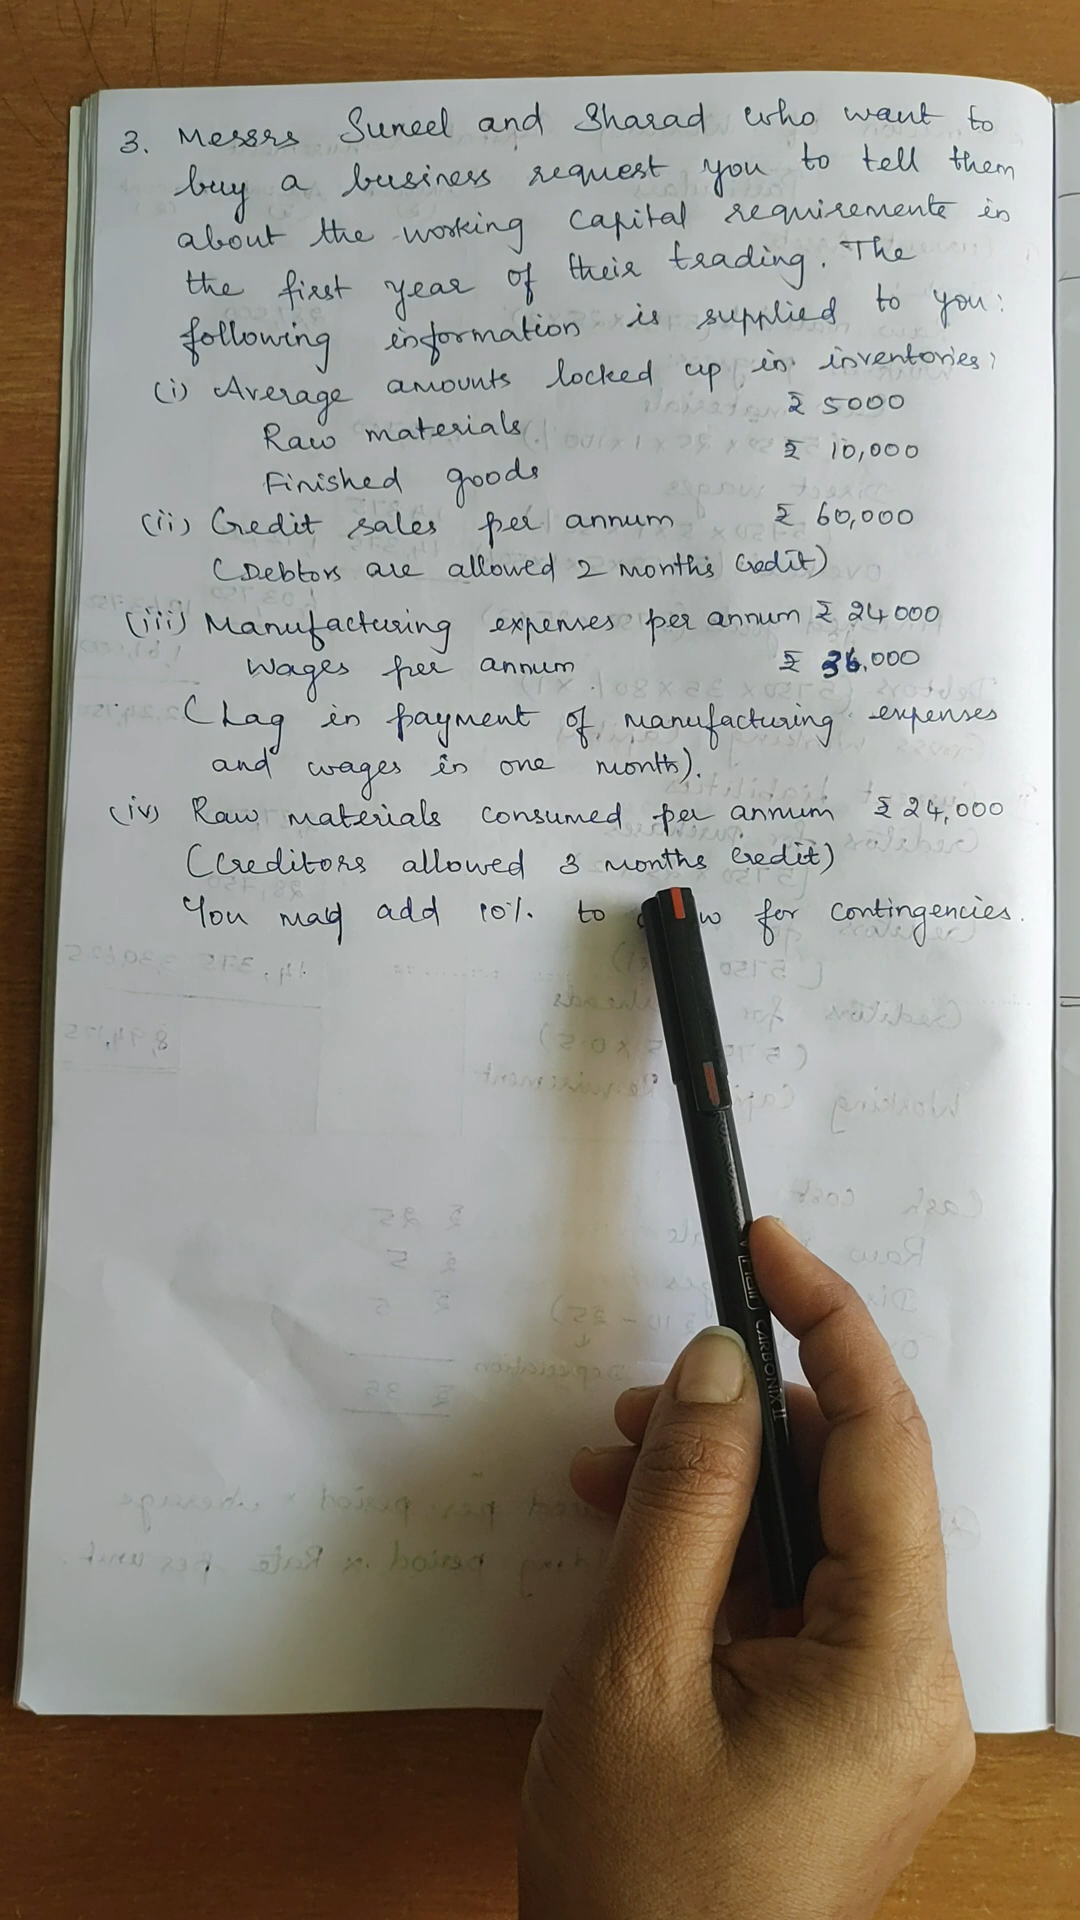 3. Messrs Suneel and Sharad who want to
buy a business request you to tell them
about the working capital requirements in
the first year of their trading. The
following information is supplied to you:
(i) Average amounts locked up in inventories:
Raw materials ₹ 5000
Finished goods ₹ 10,000
(ii) Credit sales per annum ₹ 60,000
(Debtors are allowed 2 months credit)
(iii) Manufacturing expenses per annum ₹ 24000
Wages per annum ₹ 36,000
(Lag in payment of manufacturing expenses
and wages is one month).
(iv) Raw materials consumed per annum ₹ 24,000
(Creditors allowed 3 months credit)
You may add 10% to for contingencies.
CARBONIX II